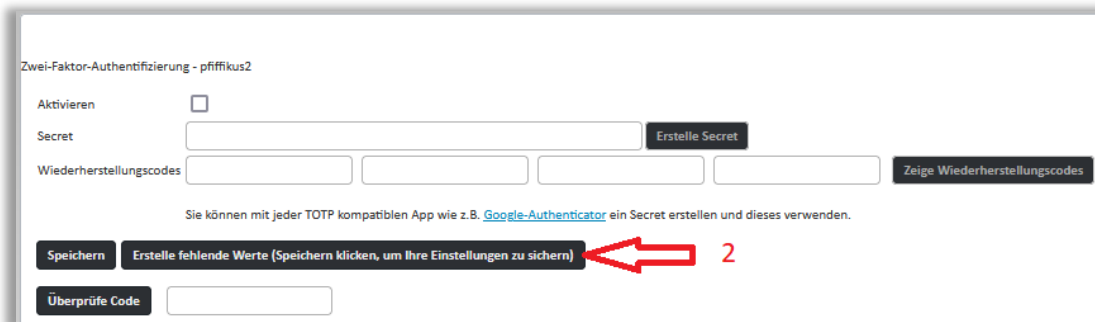 Zwei-Faktor-Authentifizierung - pfiffikus2
Aktivieren
Secret Erstelle Secret
Wiederherstellungscodes Zeige Wiederherstellungscodes
Sie können mit jeder TOTP kompatiblen App wie z.B. Google-Authenticator ein Secret erstellen und dieses verwenden.
Speichern Erstelle fehlende Werte (Speichern klicken, um Ihre Einstellungen zu sichern) 2
Überprüfe Code